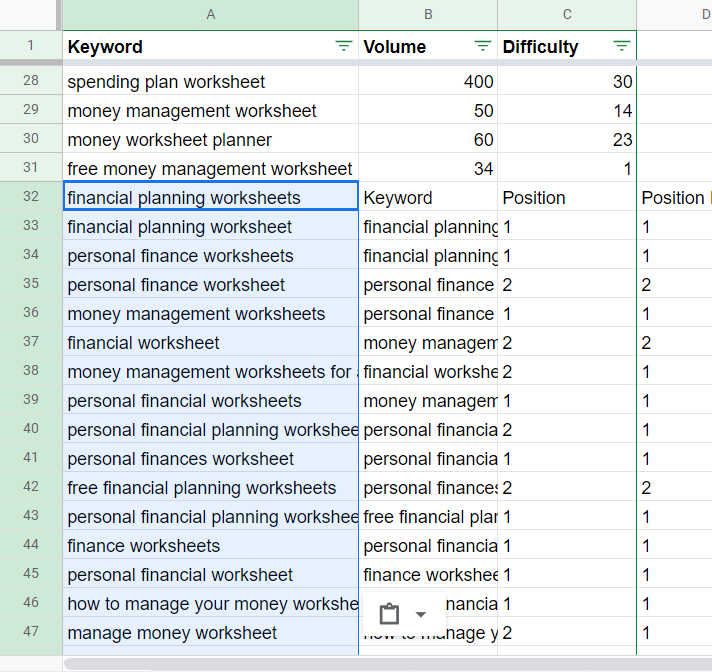 A B C D
1 Keyword Volume Difficulty
28 spending plan worksheet 400 30
29 money management worksheet 50 14
30 money worksheet planner 60 23
31 free money management worksheet 34 1
32 financial planning worksheets Keyword Position Position
33 financial planning worksheet financial planning 1 1
34 personal finance worksheets financial planning 1 1
35 personal finance worksheet personal finance 2 2
36 money management worksheets personal finance 1 1
37 financial worksheet money managem 2 2
38 money management worksheets for financial workshe 2 1
39 personal financial worksheets money managem 1 1
40 personal financial planning workshee personal financia 2 1
41 personal finances worksheet personal financia 1 1
42 free financial planning worksheets personal finances 2 2
43 personal financial planning workshee free financial plan 1 1
44 finance worksheets personal financia 1 1
45 personal financial worksheet finance workshee 1 1
46 how to manage your money workshe nancia 1 1
47 manage money worksheet how to manage y 2 1